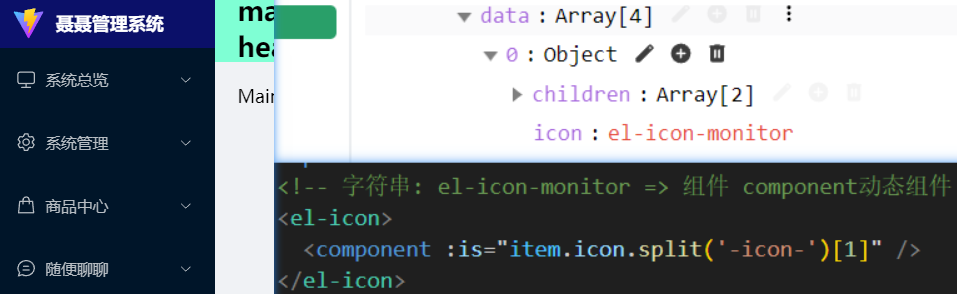 聂聂管理系统
系统总览
系统管理
商品中心
随便聊聊
ma
hea
Mair
data : Array[4]
0 : Object
children : Array[2]
icon : el-icon-monitor
<!-- 字符串: el-icon-monitor => 组件 component动态组件
<el-icon>
<component :is="item.icon.split('-icon-')[1]" />
</el-icon>